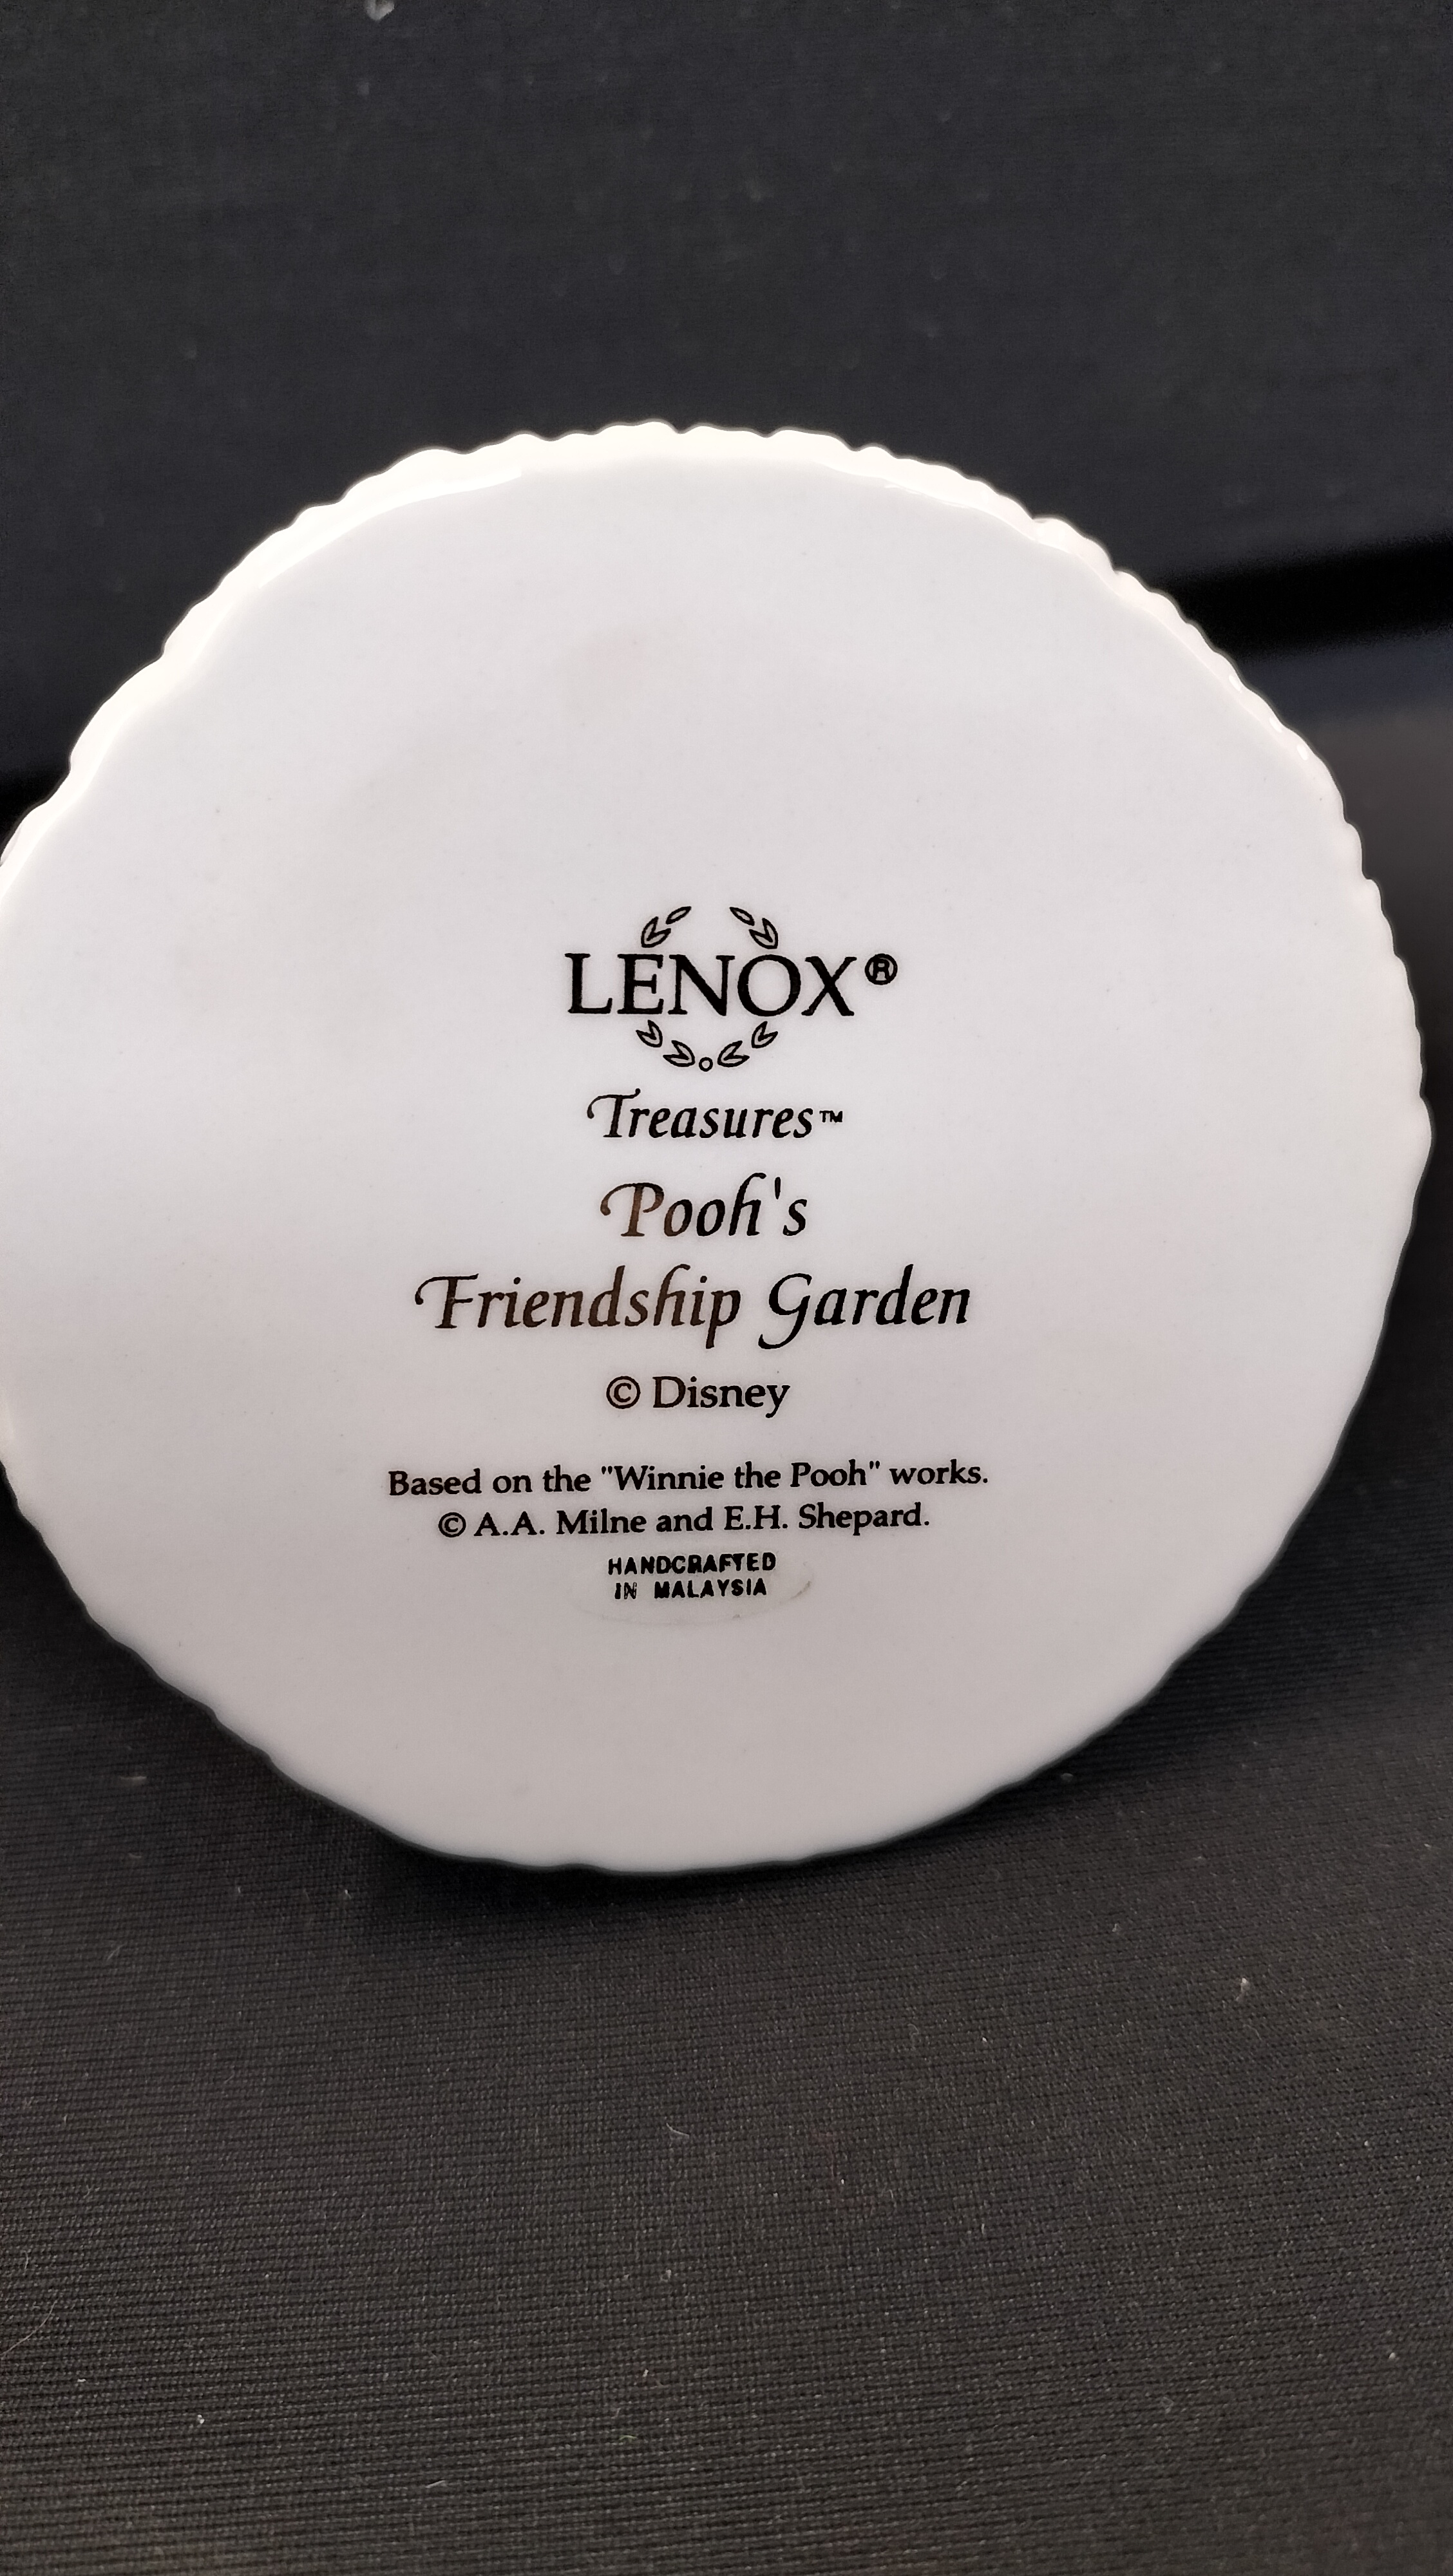 LENOX®
Treasures™
Pooh's
Friendship Garden
© Disney
Based on the "Winnie the Pooh" works.
© A.A. Milne and E.H. Shepard.
HANDCRAFTED
IN MALAYSIA